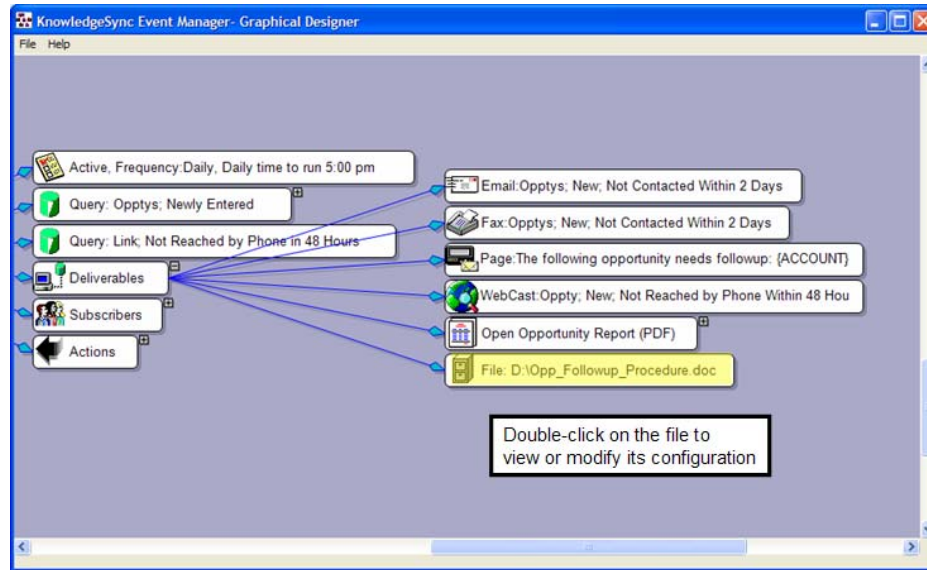 KnowledgeSync Event Manager- Graphical Designer
File Help
Active, Frequency:Daily, Daily time to run 5:00 pm
Query: Opptys; Newly Entered
Query: Link; Not Reached by Phone in 48 Hours
Deliverables
Subscribers
Actions
Email:Opptys; New; Not Contacted Within 2 Days
Fax:Opptys; New; Not Contacted Within 2 Days
Page:The following opportunity needs followup: {ACCOUNT}
WebCast:Oppty; New; Not Reached by Phone Within 48 Hou
Open Opportunity Report (PDF)
File: D:\Opp_Followup_Procedure.doc
Double-click on the file to
view or modify its configuration